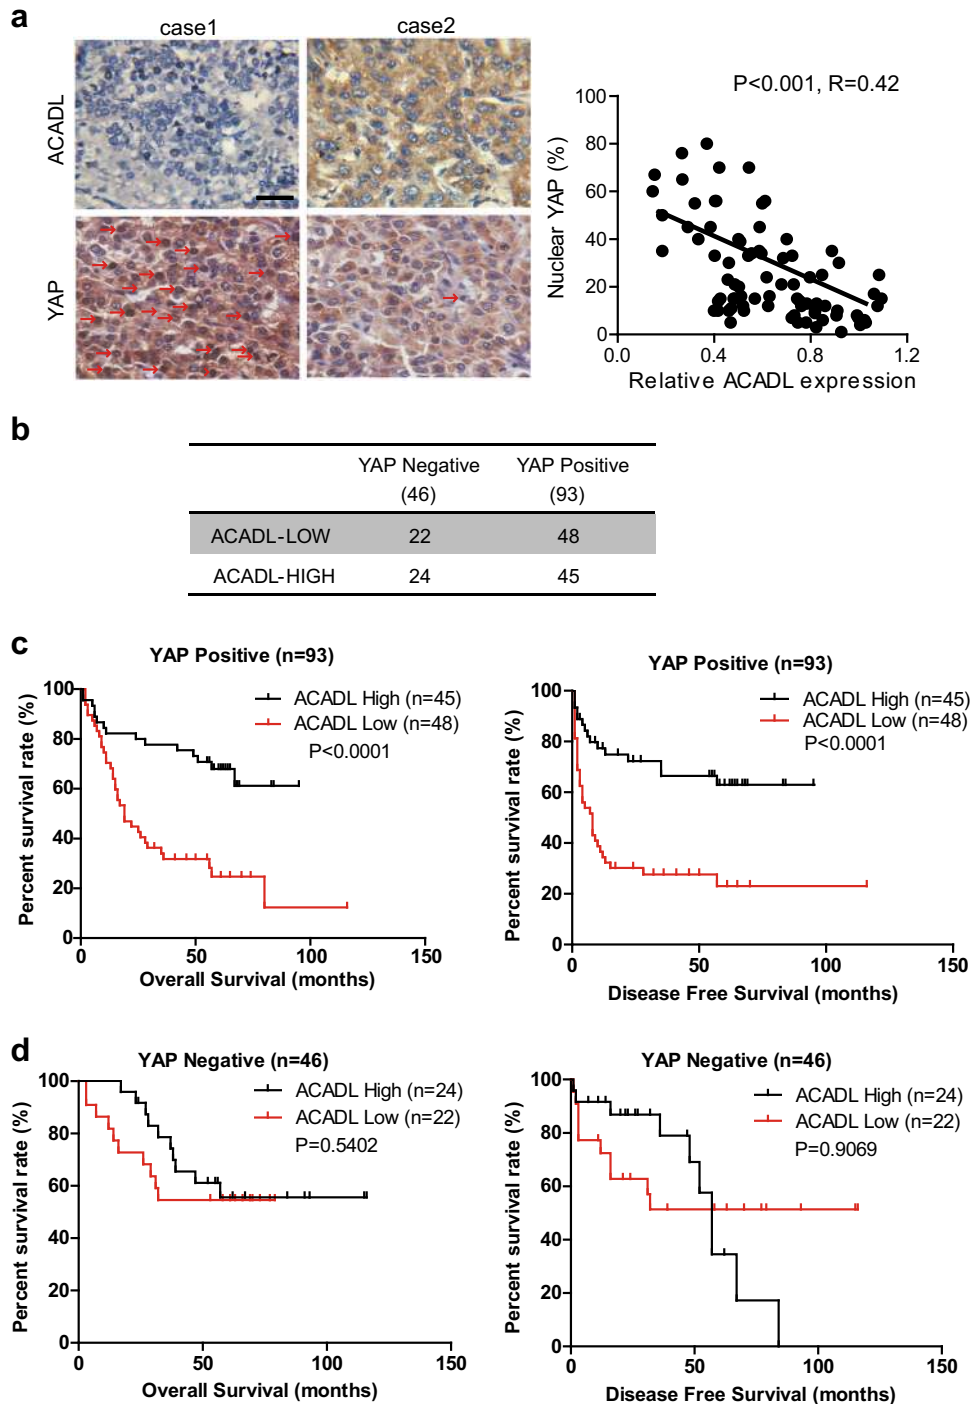 a
case1
case2
ACADL
YAP
P<0.001, R=0.42
Nuclear YAP (%)
100
80
60
40
20
0
0.0
0.4
0.8
1.2
Relative ACADL expression
b
YAP Negative
YAP Positive
(46)
(93)
ACADL-LOW
22
48
ACADL-HIGH
24
45
c
YAP Positive (n=93)
ACADL High (n=45)
ACADL Low (n=48)
P<0.0001
Percent survival rate (%)
100
80
60
40
20
0
0
50
100
150
Overall Survival (months)
YAP Positive (n=93)
ACADL High (n=45)
ACADL Low (n=48)
P<0.0001
Percent survival rate (%)
100
80
60
40
20
0
0
50
100
150
Disease Free Survival (months)
d
YAP Negative (n=46)
ACADL High (n=24)
ACADL Low (n=22)
P=0.5402
Percent survival rate (%)
100
80
60
40
20
0
0
50
100
150
Overall Survival (months)
YAP Negative (n=46)
ACADL High (n=24)
ACADL Low (n=22)
P=0.9069
Percent survival rate (%)
100
80
60
40
20
0
0
50
100
150
Disease Free Survival (months)